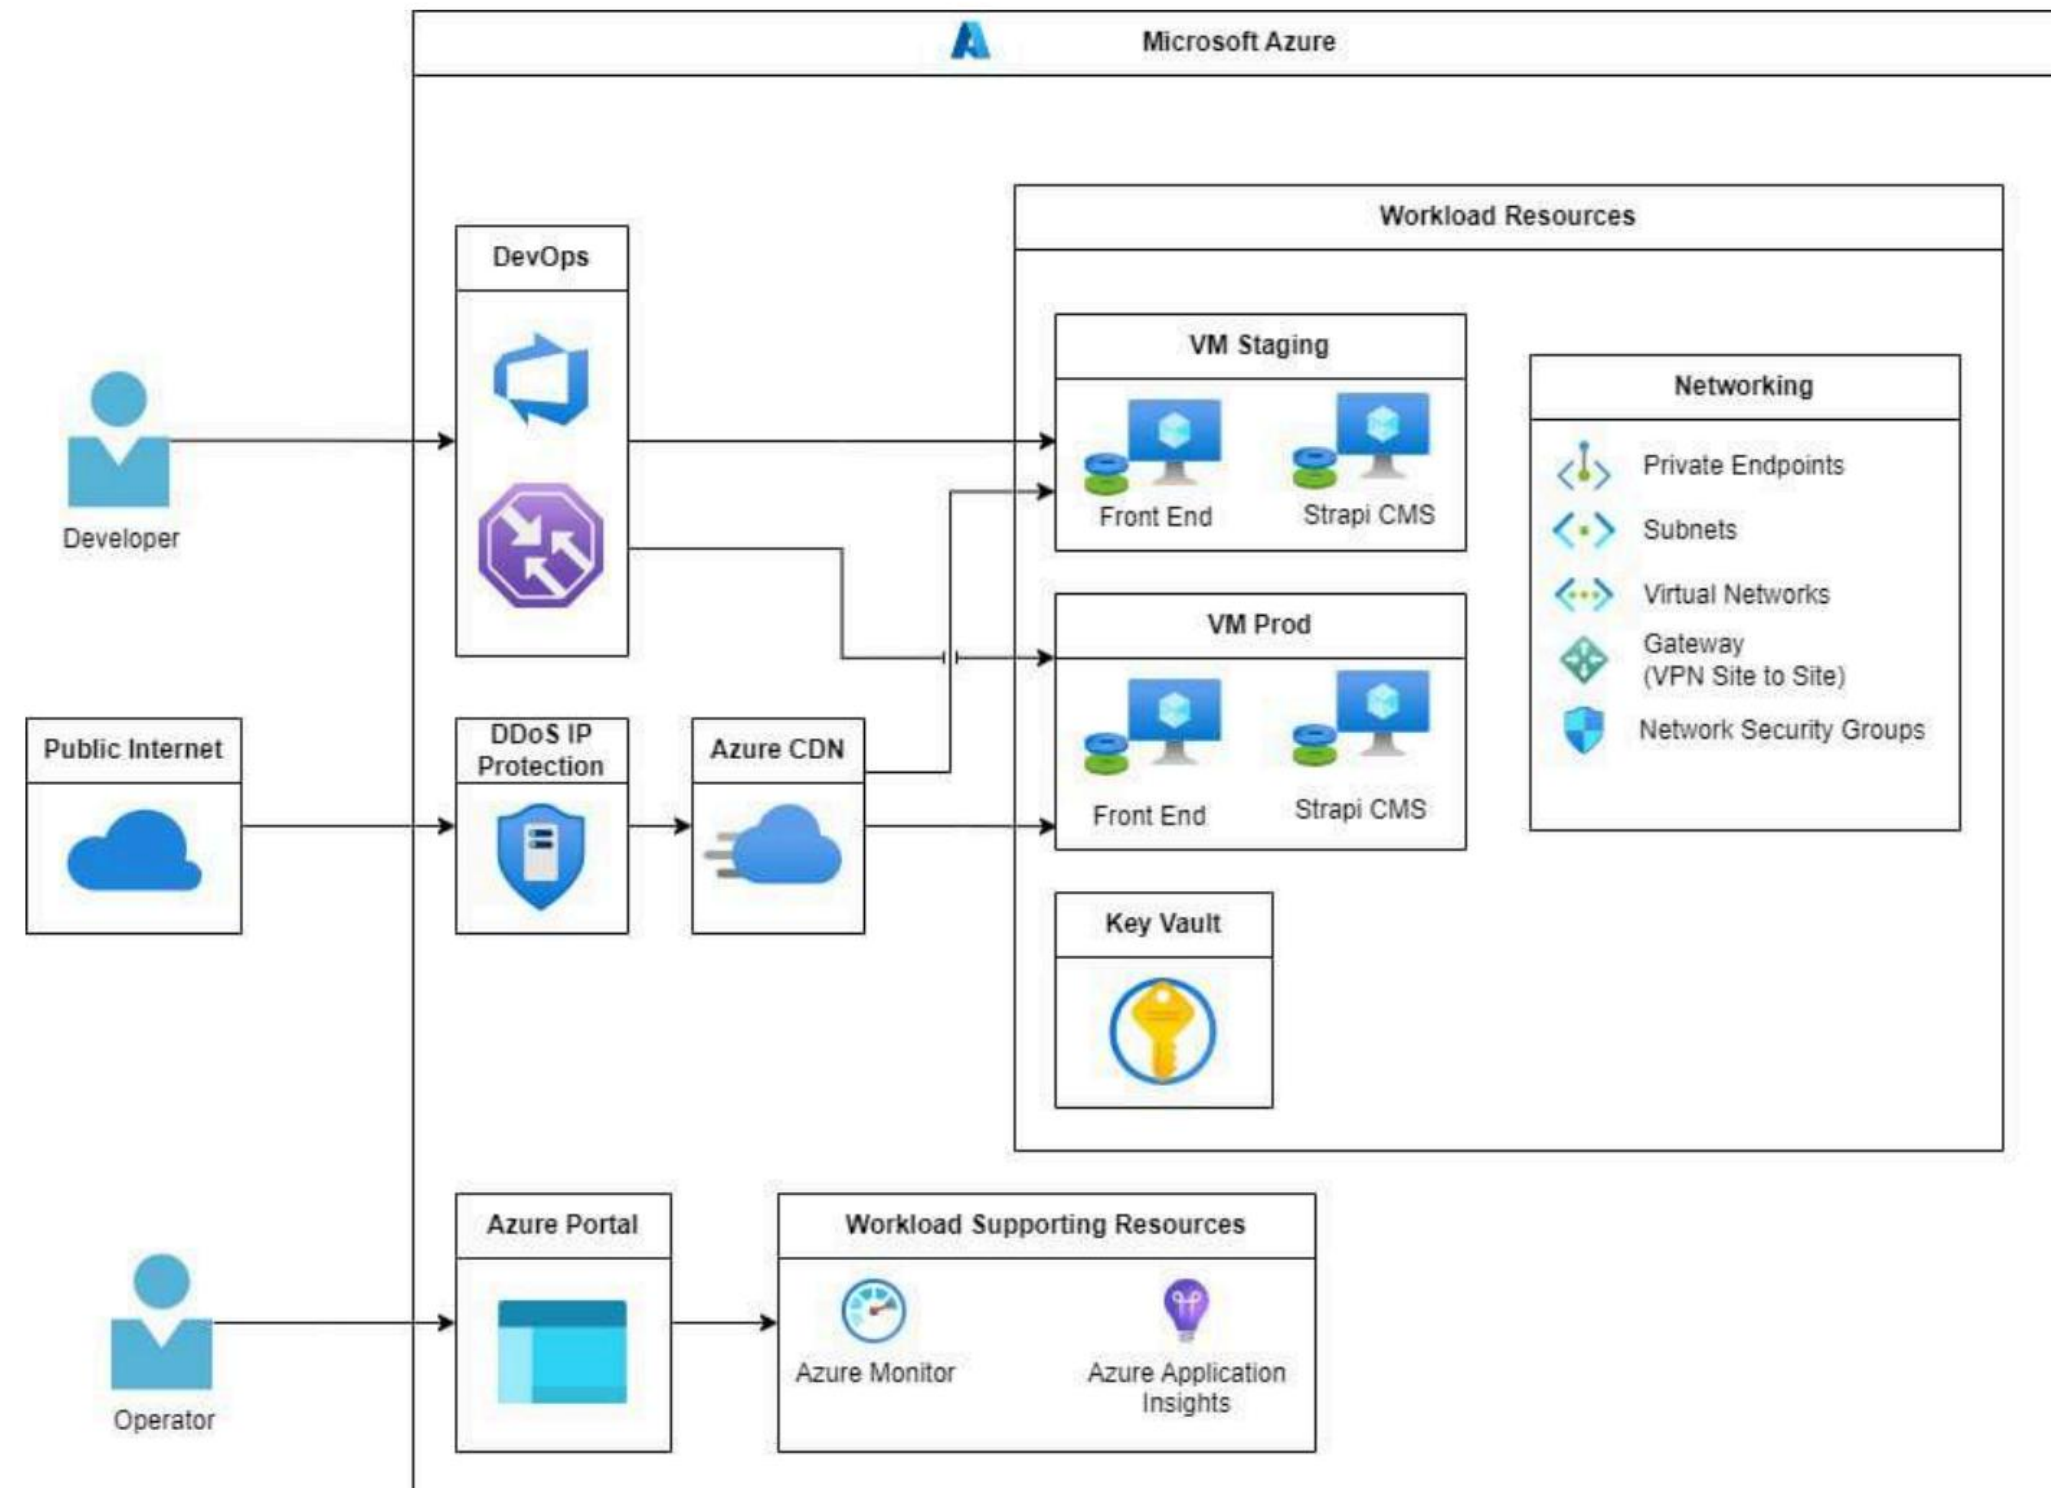 Microsoft Azure
Workload Resources
DevOps
VM Staging
Networking
Front End
Strapi CMS
Private Endpoints
Subnets
Virtual Networks
Gateway
(VPN Site to Site)
Network Security Groups
Developer
VM Prod
Front End
Strapi CMS
Public Internet
DDoS IP
Protection
Azure CDN
Key Vault
Azure Portal
Workload Supporting Resources
Azure Monitor
Azure Application
Insights
Operator